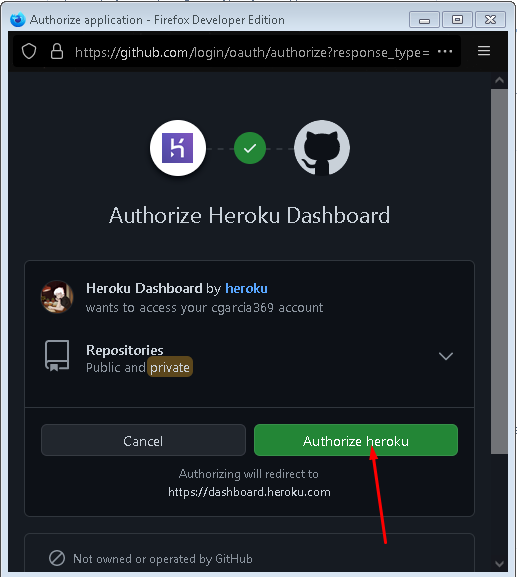 Authorize application - Firefox Developer Edition
https://github.com/login/oauth/authorize?response_type=
Authorize Heroku Dashboard
Heroku Dashboard by heroku
wants to access your cgarcia369 account
Repositories
Public and private
Cancel
Authorize heroku
Authorizing will redirect to
https://dashboard.heroku.com
Not owned or operated by GitHub